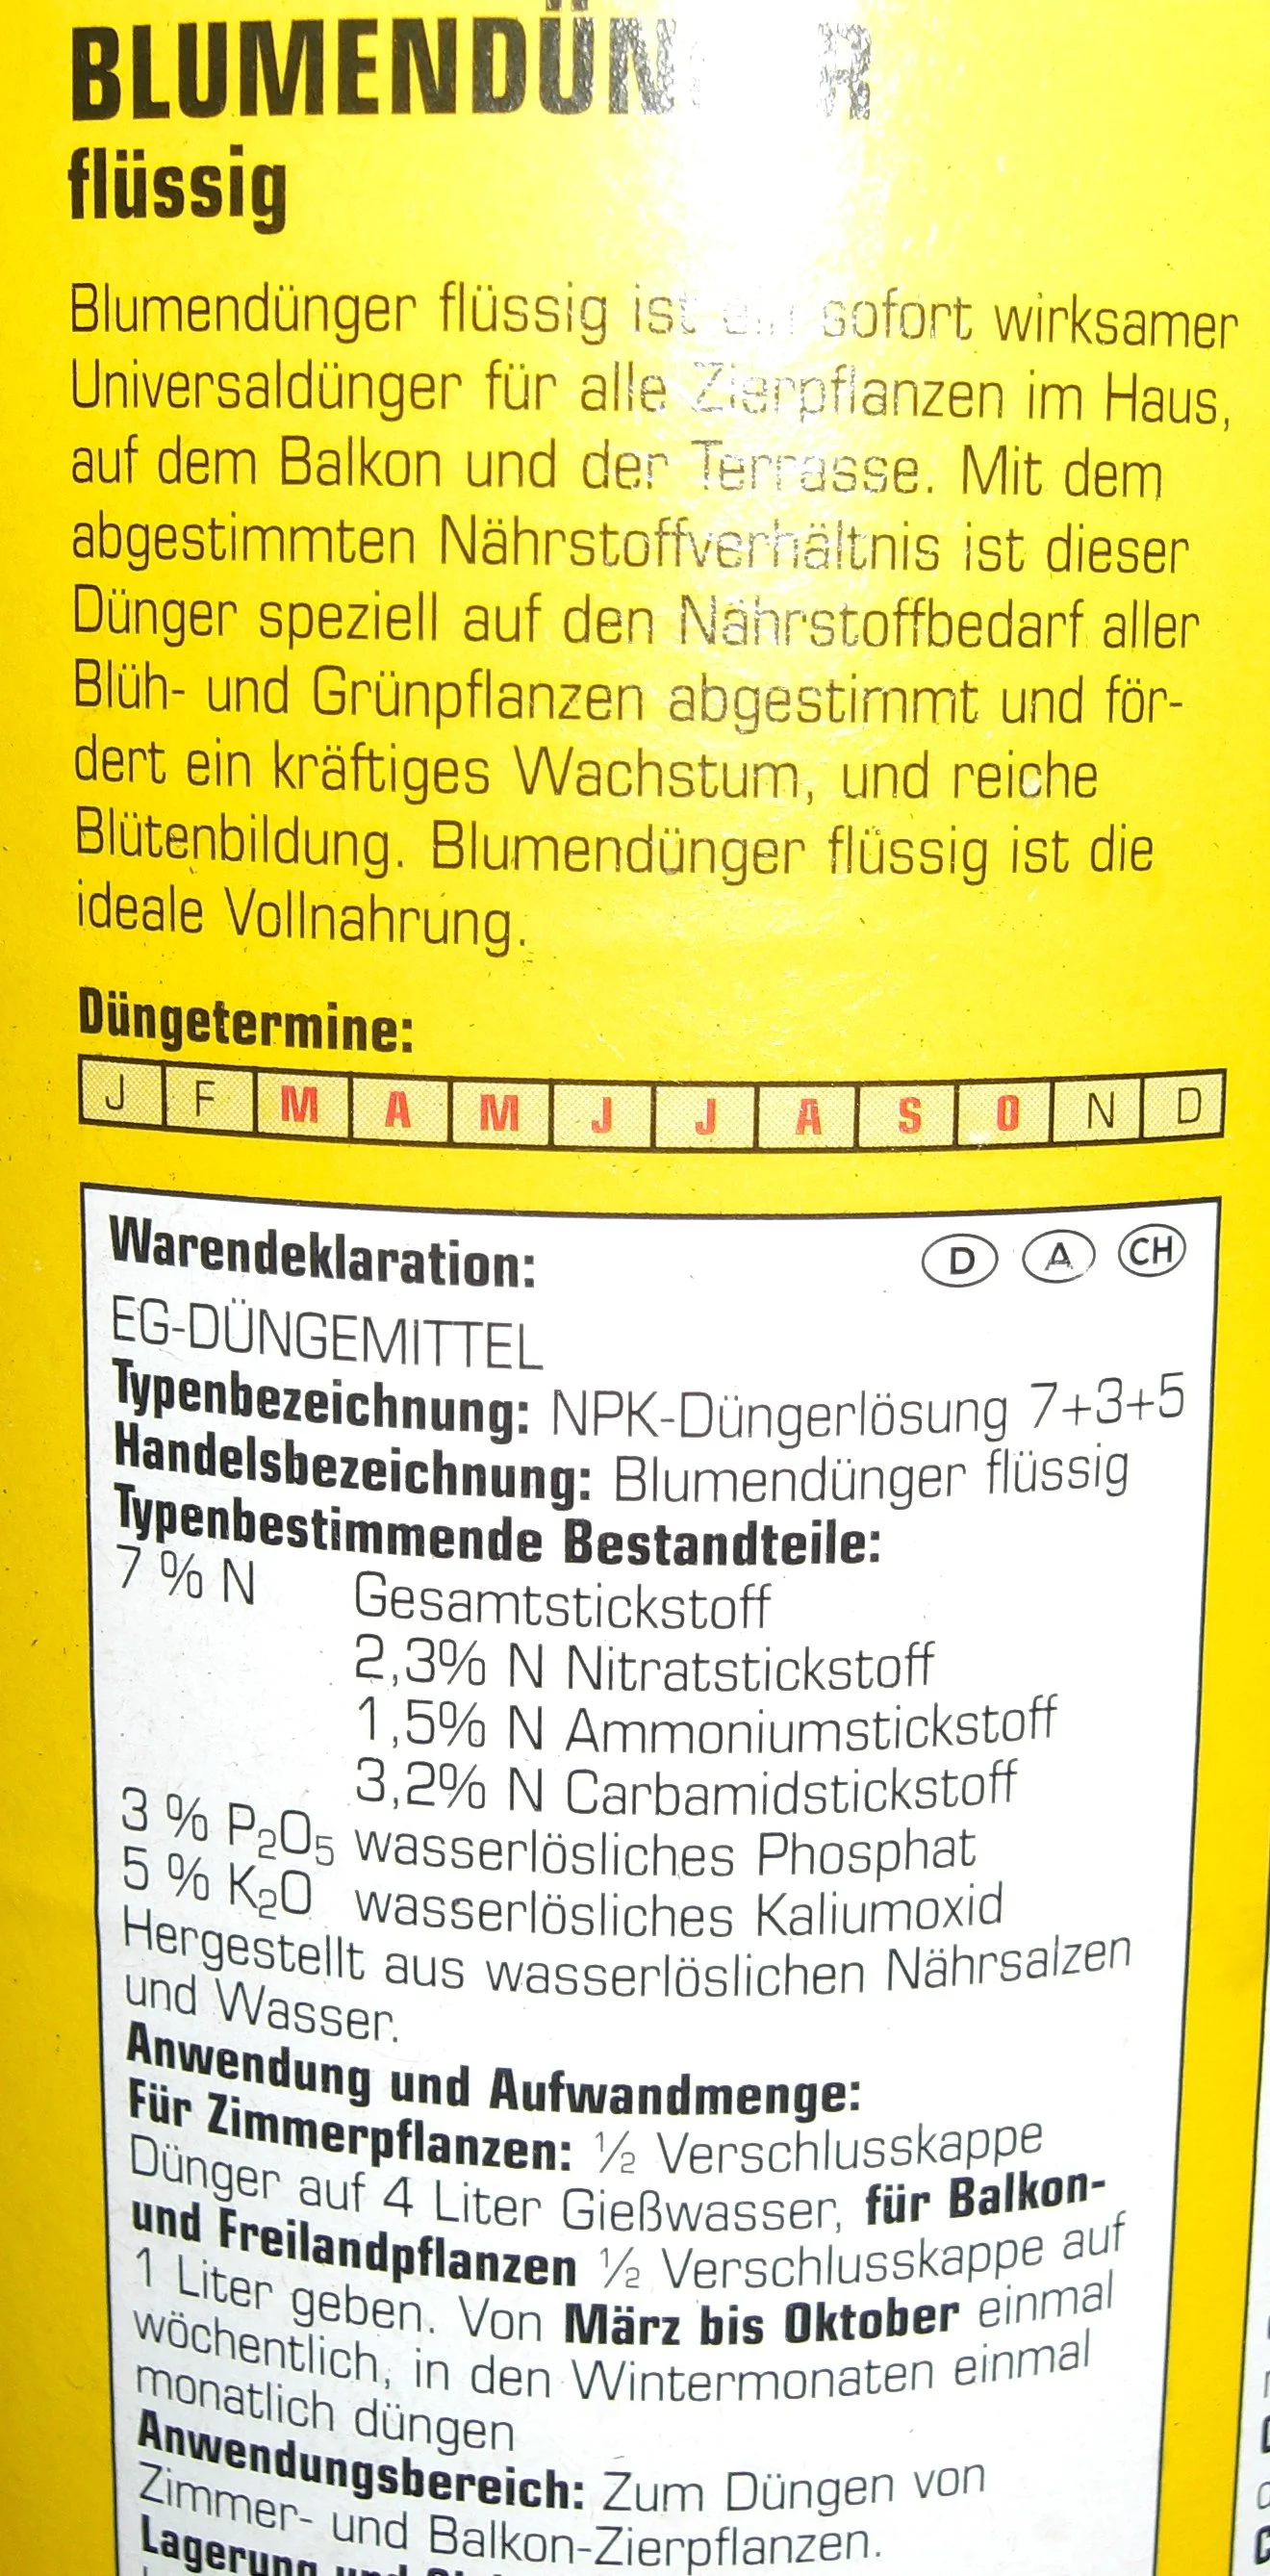 BLUMENDÜNGER
flüssig
Blumendünger flüssig ist ein sofort wirksamer
Universaldünger für alle Zierpflanzen im Haus,
auf dem Balkon und der Terrasse. Mit dem
abgestimmten Nährstoffverhältnis ist dieser
Dünger speziell auf den Nährstoffbedarf aller
Blüh- und Grünpflanzen abgestimmt und för-
dert ein kräftiges Wachstum, und reiche
Blütenbildung. Blumendünger flüssig ist die
ideale Vollnahrung.
Düngetermine:
J F M A M J J A S O N D
Warendeklaration: D A CH
EG-DÜNGEMITTEL
Typenbezeichnung: NPK-Düngerlösung 7+3+5
Handelsbezeichnung: Blumendünger flüssig
Typenbestimmende Bestandteile:
7 % N Gesamtstickstoff
2,3% N Nitratstickstoff
1,5% N Ammoniumstickstoff
3,2% N Carbamidstickstoff
3 % P₂O₅ wasserlösliches Phosphat
5 % K₂O wasserlösliches Kaliumoxid
Hergestellt aus wasserlöslichen Nährsalzen
und Wasser.
Anwendung und Aufwandmenge:
Für Zimmerpflanzen: ½ Verschlusskappe
Dünger auf 4 Liter Gießwasser, für Balkon-
und Freilandpflanzen ½ Verschlusskappe auf
1 Liter geben. Von März bis Oktober einmal
wöchentlich, in den Wintermonaten einmal
monatlich düngen
Anwendungsbereich: Zum Düngen von
Zimmer- und Balkon-Zierpflanzen.
Lagerung und